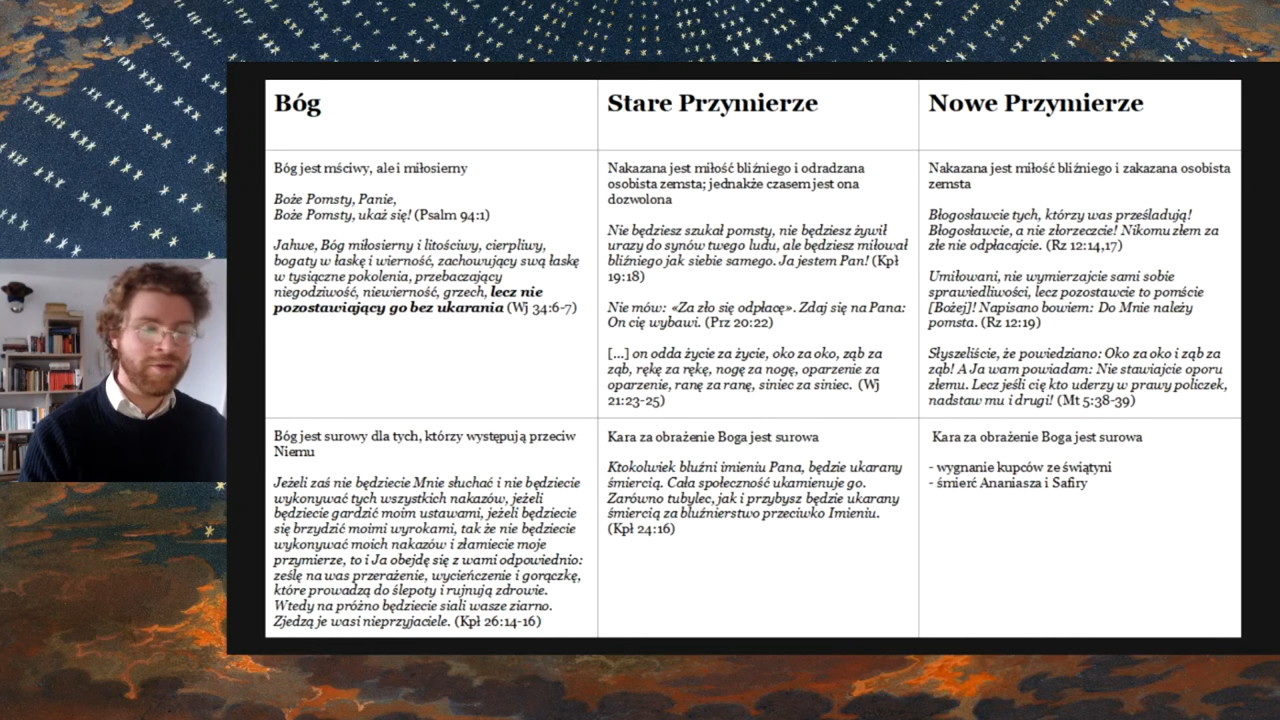 Bóg
Stare Przymierze
Nowe Przymierze
Bóg jest mściwy, ale i miłosierny
Boże Pomsty, Panie,
Boże Pomsty, ukaż się! (Psalm 94:1)
Jahwe, Bóg miłosierny i litościwy, cierpliwy,
bogaty w łaskę i wierność, zachowujący swą łaskę
w tysiączne pokolenia, przebaczający
niegodziwość, niewierność, grzech, lecz nie
pozostawiający go bez ukarania (Wj 34:6-7)
Nakazana jest miłość bliźniego i odradzana
osobista zemsta; jednakże czasem jest ona
dozwolona
Nie będziesz szukał pomsty, nie będziesz żywił
urazy do synów twego ludu, ale będziesz miłował
bliźniego jak siebie samego. Ja jestem Pan! (Kpł
19:18)
Nie mów: «Za zło się odpłacę». Zdaj się na Pana:
On cię wybawi. (Prz 20:22)
[...] on odda życie za życie, oko za oko, ząb za
ząb, rękę za rękę, nogę za nogę, oparzenie za
oparzenie, ranę za ranę, siniec za siniec. (Wj
21:23-25)
Nakazana jest miłość bliźniego i zakazana osobista
zemsta
Błogosławcie tych, którzy was prześladują!
Błogosławcie, a nie złorzeczcie! Nikomu złem za
złe nie odpłacajcie. (Rz 12:14,17)
Umiłowani, nie wymierzajcie sami sobie
sprawiedliwości, lecz pozostawcie to pomście
[Bożej]! Napisano bowiem: Do Mnie należy
pomsta. (Rz 12:19)
Słyszeliście, że powiedziano: Oko za oko i ząb za
ząb! A Ja wam powiadam: Nie stawiajcie oporu
złemu. Lecz jeśli cię kto uderzy w prawy policzek,
nadstaw mu i drugi! (Mt 5:38-39)
Bóg jest surowy dla tych, którzy występują przeciw
Niemu
Jeżeli zaś nie będziecie Mnie słuchać i nie będziecie
wykonywać tych wszystkich nakazów, jeżeli
będziecie gardzić moim ustawami, jeżeli będziecie
się brzydzić moimi wyrokami, tak że nie będziecie
wykonywać moich nakazów i złamiecie moje
przymierze, to i Ja obejdę się z wami odpowiednio:
ześlę na was przerażenie, wycieńczenie i gorączkę,
które prowadzą do ślepoty i rujnują zdrowie.
Wtedy na próżno będziecie siali wasze ziarno.
Zjedzą je wasi nieprzyjaciele. (Kpł 26:14-16)
Kara za obrażenie Boga jest surowa
Ktokolwiek bluźni imieniu Pana, będzie ukarany
śmiercią. Cała społeczność ukamienuje go.
Zarówno tubylec, jak i przybysz będzie ukarany
śmiercią za bluźnierstwo przeciwko Imieniu.
(Kpł 24:16)
Kara za obrażenie Boga jest surowa
- wygnanie kupców ze świątyni
- śmierć Ananiasza i Safiry